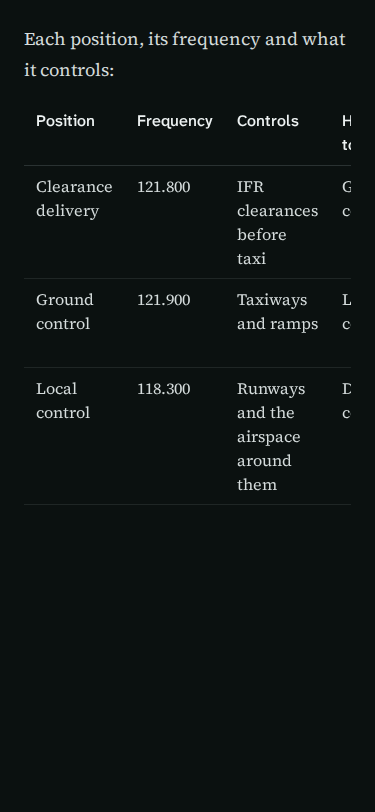 Each position, its frequency and what
it controls:
Position Frequency Controls
Clearance delivery 121.800 IFR clearances before taxi
Ground control 121.900 Taxiways and ramps
Local control 118.300 Runways and the airspace around them